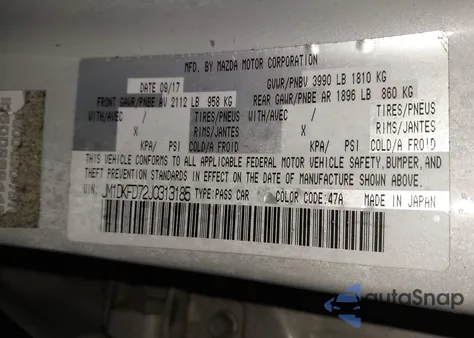 MFD. BY MAZDA MOTOR CORPORATION
DATE 09/17 GVWR/PNBV 3990 LB 1810 KG
FRONT GAWR/PNBE AV 2112 LB 958 KG REAR GAWR/PNBE AR 1896 LB 860 KG
WITH/AVEC / TIRES/PNEUS WITH/AVEC / TIRES/PNEUS
X RIMS/JANTES X RIMS/JANTES
KPA/ PSI COLD/A FROID KPA/ PSI COLD/A FROID
THIS VEHICLE CONFORMS TO ALL APPLICABLE FEDERAL MOTOR VEHICLE SAFETY, BUMPER, AND
THEFT PREVENTION STANDARDS IN EFFECT ON THE DATE OF MANUFACTURE SHOWN ABOVE.
VIN: JM1DKFD72J0313185 TYPE:PASS CAR COLOR CODE:47A MADE IN JAPAN
autoSnap